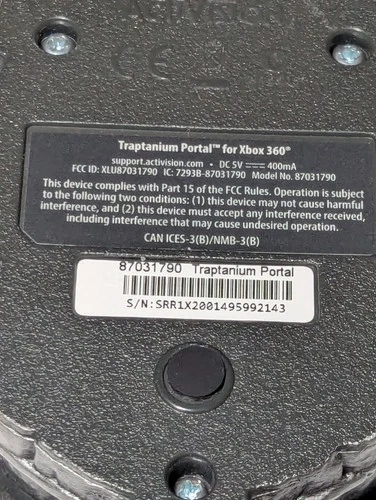 ACTIVISION
CE
Traptanium Portal™ for Xbox 360®
support.activision.com • DC 5V ⎓ 400mA
FCC ID: XLU87031790 IC: 7293B-87031790 Model No. 87031790
This device complies with Part 15 of the FCC Rules. Operation is subject
to the following two conditions: (1) this device may not cause harmful
interference, and (2) this device must accept any interference received,
including interference that may cause undesired operation.
CAN ICES-3(B)/NMB-3(B)
87031790 Traptanium Portal
S/N:SRR1X2001495992143